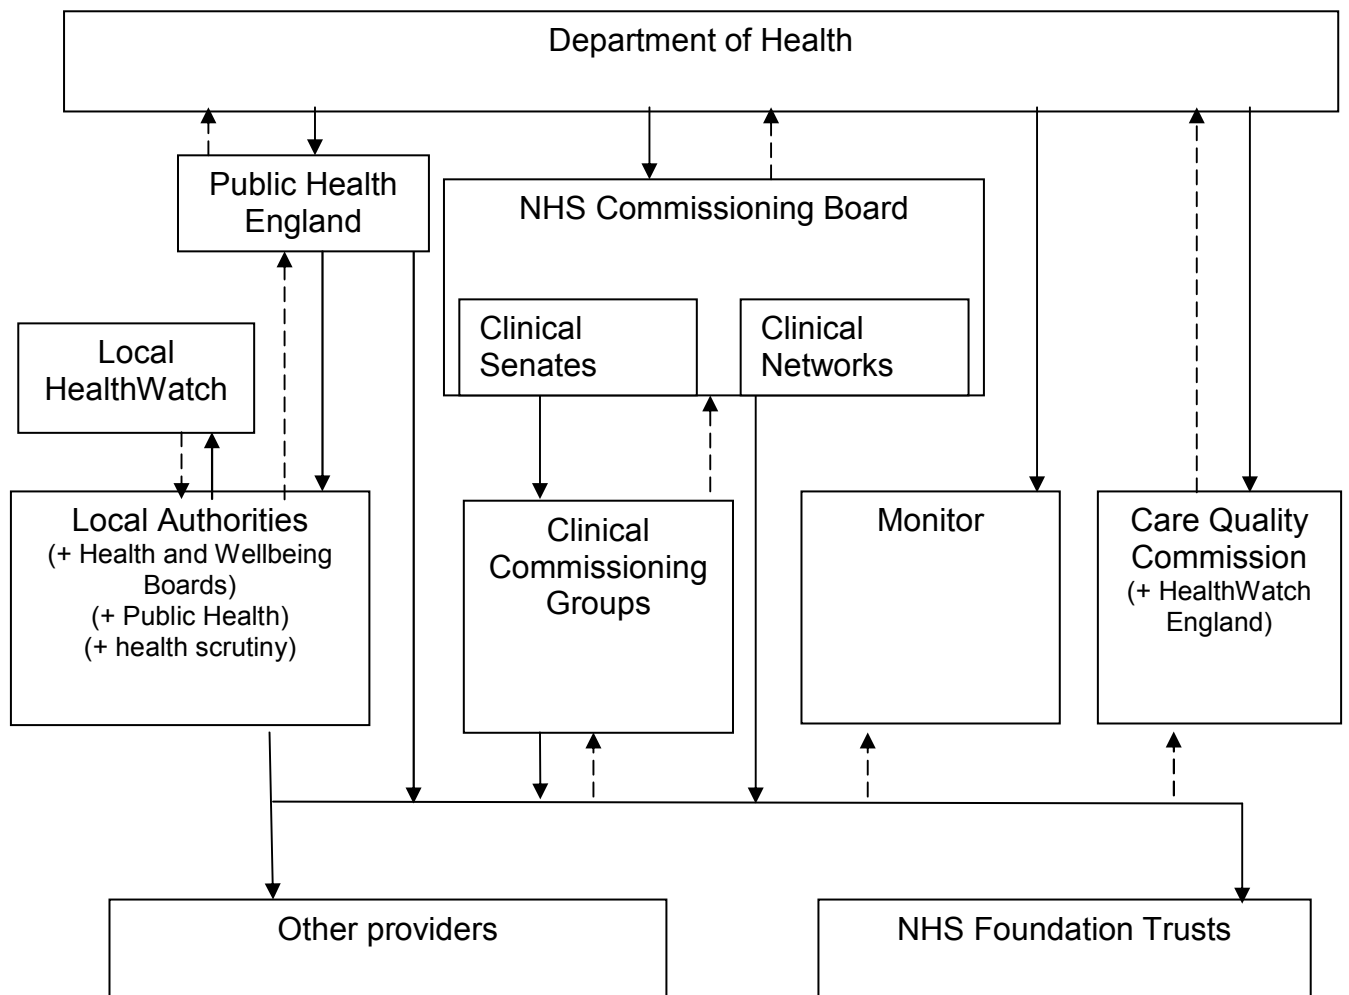 Department of Health
Public Health
England
NHS Commissioning Board
Clinical
Senates
Clinical
Networks
Local
HealthWatch
Local Authorities
(+ Health and Wellbeing
Boards)
(+ Public Health)
(+ health scrutiny)
Clinical
Commissioning
Groups
Monitor
Care Quality
Commission
(+ HealthWatch
England)
Other providers
NHS Foundation Trusts